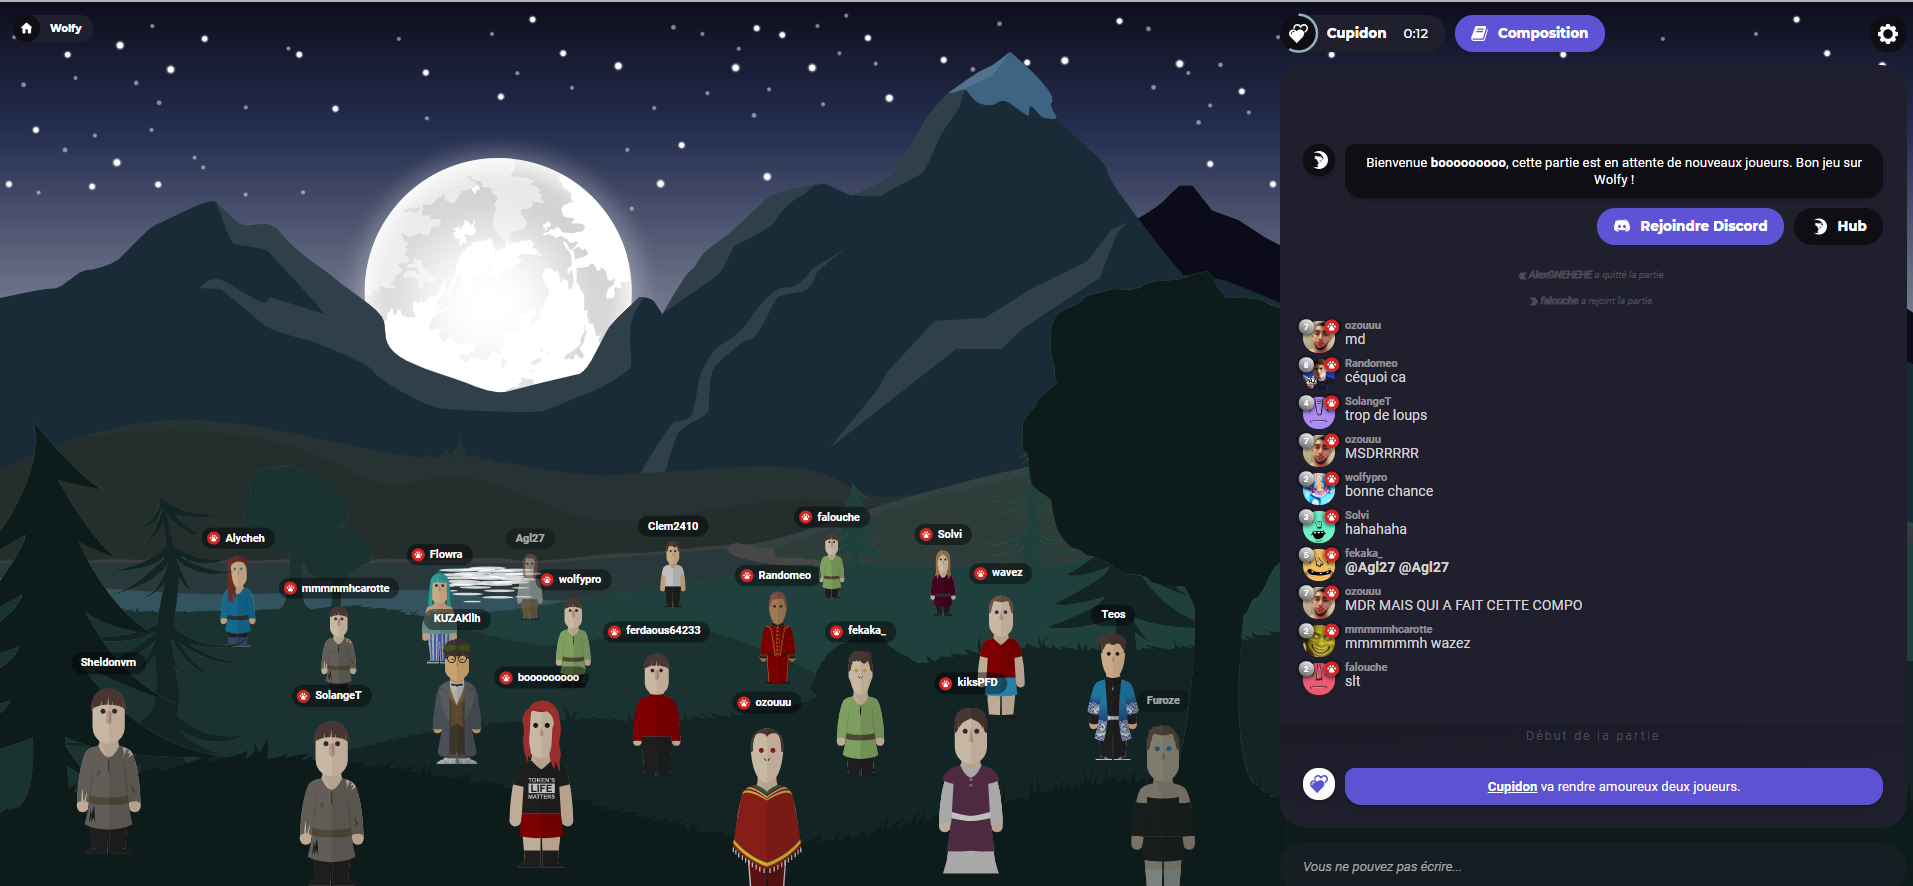 Wolfy
Cupidon 0:12
Composition
Bienvenue booooooooo, cette partie est en attente de nouveaux joueurs. Bon jeu sur
Wolfy !
Rejoindre Discord
Hub
AlexGNEHEHE a quitté la partie.
falouche a rejoint la partie.
7 ozouuu
md
6 Randomeo
céquoi ca
4 SolangeT
trop de loups
7 ozouuu
MSDRRRRR
2 wolfypro
bonne chance
3 Solvi
hahahaha
5 fekaka_
@Agl27 @Agl27
7 ozouuu
MDR MAIS QUI A FAIT CETTE COMPO
2 mmmmmhcarotte
mmmmmmh wazez
2 falouche
slt
Début de la partie
Cupidon va rendre amoureux deux joueurs.
Vous ne pouvez pas écrire...
falouche
Clem2410
Solvi
Alycheh
Agl27
Flowra
wavez
Randomeo
wolfypro
mmmmmhcarotte
Teos
KUZAKIlh
ferdaous64233
fekaka_
Sheldonvrn
booooooooo
kiksPFD
SolangeT
Furoze
ozouuu
TOKEN'S
LIFE
MATTERS